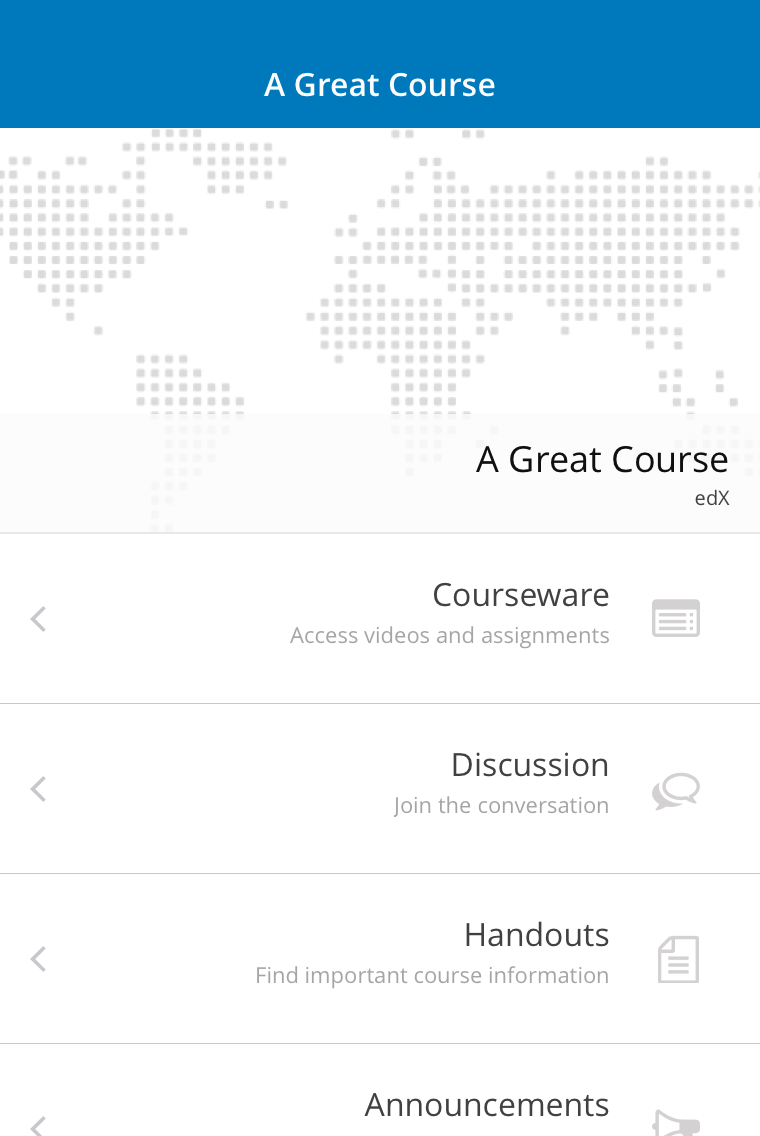 A Great Course
A Great Course
edX
Courseware
Access videos and assignments
Discussion
Join the conversation
Handouts
Find important course information
Announcements